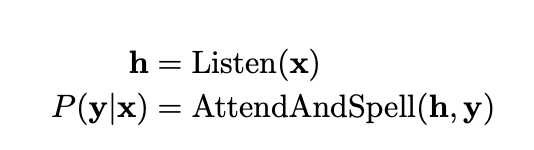 h = Listen(x)
P(y|x) = AttendAndSpell(h, y)